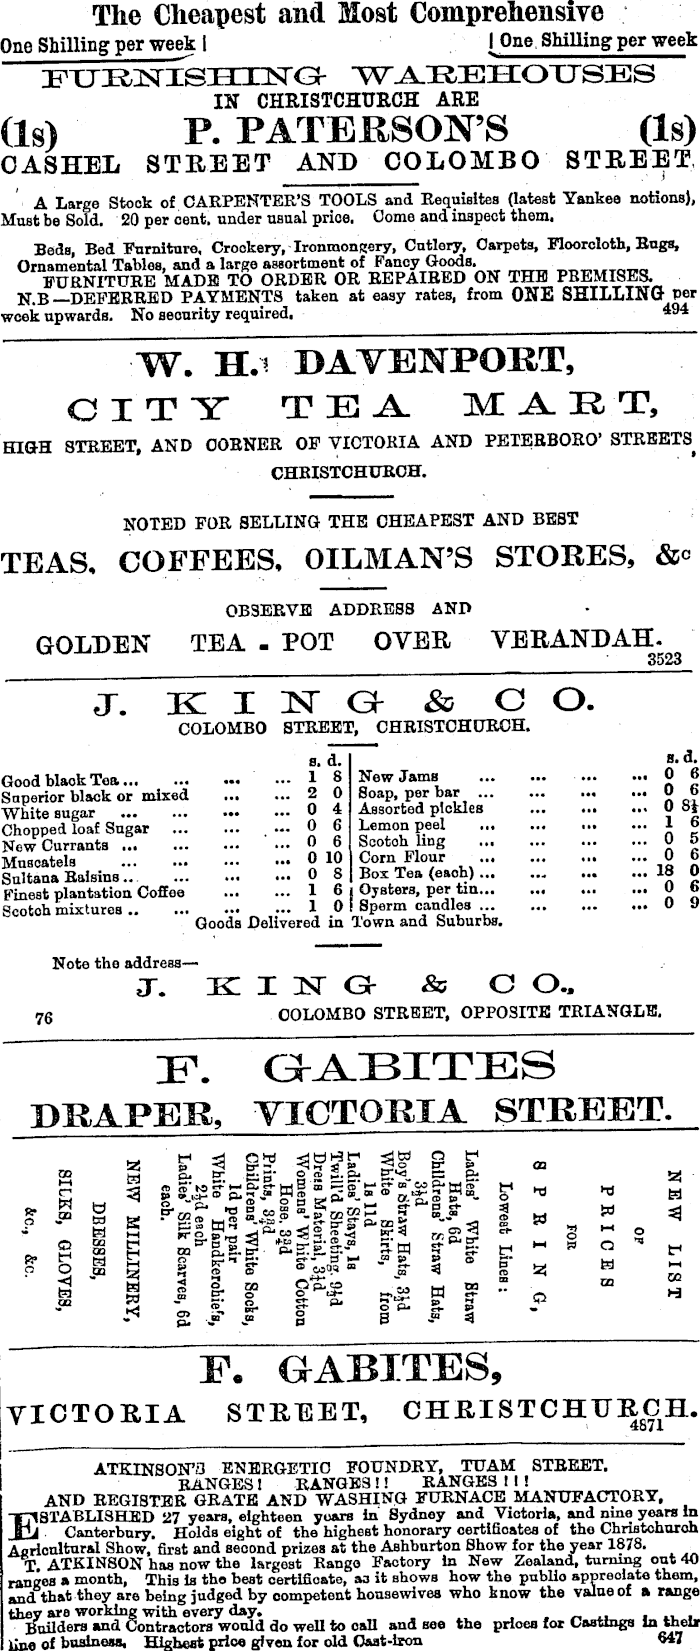 The Cheapest and Most Comprehensive
One Shilling per week | | One Shilling per week
FURNISHING WAREHOUSES
IN CHRISTCHURCH ARE
(1s) P. PATERSON'S (1s)
CASHEL STREET AND COLOMBO STREET,
A Large Stock of CARPENTER'S TOOLS and Requisites (latest Yankee notions),
Must be Sold. 20 per cent. under usual price. Come and inspect them.
Beds, Bed Furniture, Crockery, Ironmongery, Cutlery, Carpets, Floorcloth, Rugs,
Ornamental Tables, and a large assortment of Fancy Goods.
FURNITURE MADE TO ORDER OR REPAIRED ON THE PREMISES.
N.B—DEFERRED PAYMENTS taken at easy rates, from ONE SHILLING per
week upwards. No security required. 494
W. H. DAVENPORT,
CITY TEA MART,
HIGH STREET, AND CORNER OF VICTORIA AND PETERBORO' STREETS,
CHRISTCHURCH.
NOTED FOR SELLING THE CHEAPEST AND BEST
TEAS, COFFEES, OILMAN'S STORES, &c
OBSERVE ADDRESS AND
GOLDEN TEA-POT OVER VERANDAH.
3523
J. KING & CO.
COLOMBO STREET, CHRISTCHURCH.
s. d.
Good black Tea ... ... ... ... 1 8
Superior black or mixed ... ... 2 0
White sugar ... ... ... ... 0 4
Chopped loaf Sugar ... ... ... 0 6
New Currants ... ... ... ... 0 6
Muscatels ... ... ... ... 0 10
Sultana Raisins .. ... ... ... 0 8
Finest plantation Coffee ... ... 1 6
Scotch mixtures .. ... ... ... 1 0
s. d.
New Jams ... ... ... ... 0 6
Soap, per bar ... ... ... ... 0 6
Assorted pickles ... ... ... 0 8½
Lemon peel ... ... ... ... 1 6
Scotch ling ... ... ... ... 0 5
Corn Flour ... ... ... ... 0 6
Box Tea (each) ... ... ... ... 18 0
Oysters, per tin... ... ... ... 0 6
Sperm candles ... ... ... ... 0 9
Goods Delivered in Town and Suburbs.
Note the address—
J. KING & CO.,
76 COLOMBO STREET, OPPOSITE TRIANGLE.
F. GABITES
DRAPER, VICTORIA STREET.
NEW LIST
OF
PRICES
FOR
SPRING,
Lowest Lines:
Ladies' White Straw
Hats, 6d
Childrens' Straw Hats,
3½d
Boy's Straw Hats, 3½d
White Skirts, from
1s 11d
Ladies' Stays, 1s
Twill'd Sheeting, 9½d
Dress Material, 3½d
Womens' White Cotton
Hose, 3¾d
Prints, 3¾d
Childrens' White Socks,
1d per pair
White Handkerchiefs,
2½d each
Ladies' Silk Scarves, 6d
each.
NEW MILLINERY,
DRESSES,
SILKS, GLOVES,
&c., &c.
F. GABITES,
VICTORIA STREET, CHRISTCHURCH.
4871
ATKINSON'S ENERGETIC FOUNDRY, TUAM STREET.
RANGES! RANGES!! RANGES!!!
AND REGISTER GRATE AND WASHING FURNACE MANUFACTORY,
ESTABLISHED 27 years, eighteen years in Sydney and Victoria, and nine years in
Canterbury. Holds eight of the highest honorary certificates of the Christchurch
Agricultural Show, first and second prizes at the Ashburton Show for the year 1878.
T. ATKINSON has now the largest Range Factory in New Zealand, turning out 40
ranges a month, This is the best certificate, as it shows how the public appreciate them,
and that they are being judged by competent housewives who know the value of a range
they are working with every day.
Builders and Contractors would do well to call and see the prices for Castings in their
line of business, Highest price given for old Cast-iron 647